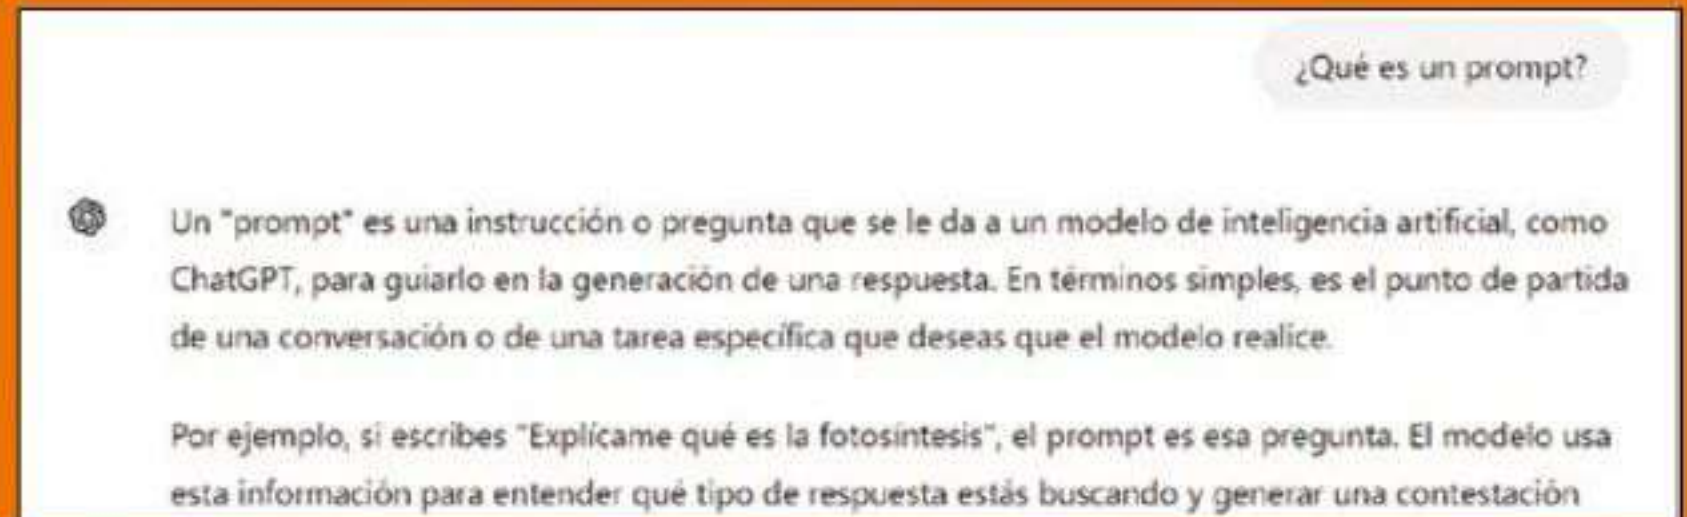 ¿Qué es un prompt?
Un "prompt" es una instrucción o pregunta que se le da a un modelo de inteligencia artificial, como
ChatGPT, para guiarlo en la generación de una respuesta. En términos simples, es el punto de partida
de una conversación o de una tarea específica que deseas que el modelo realice.
Por ejemplo, si escribes "Explícame qué es la fotosíntesis", el prompt es esa pregunta. El modelo usa
esta información para entender qué tipo de respuesta estás buscando y generar una contestación